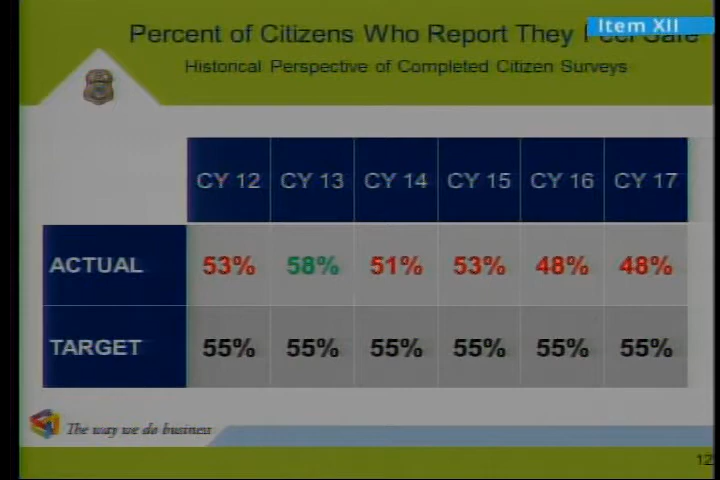 Percent of Citizens Who Report They Feel Safe
Item XII
Historical Perspective of Completed Citizen Surveys
CY 12 CY 13 CY 14 CY 15 CY 16 CY 17
ACTUAL 53% 58% 51% 53% 48% 48%
TARGET 55% 55% 55% 55% 55% 55%
The way we do business
12